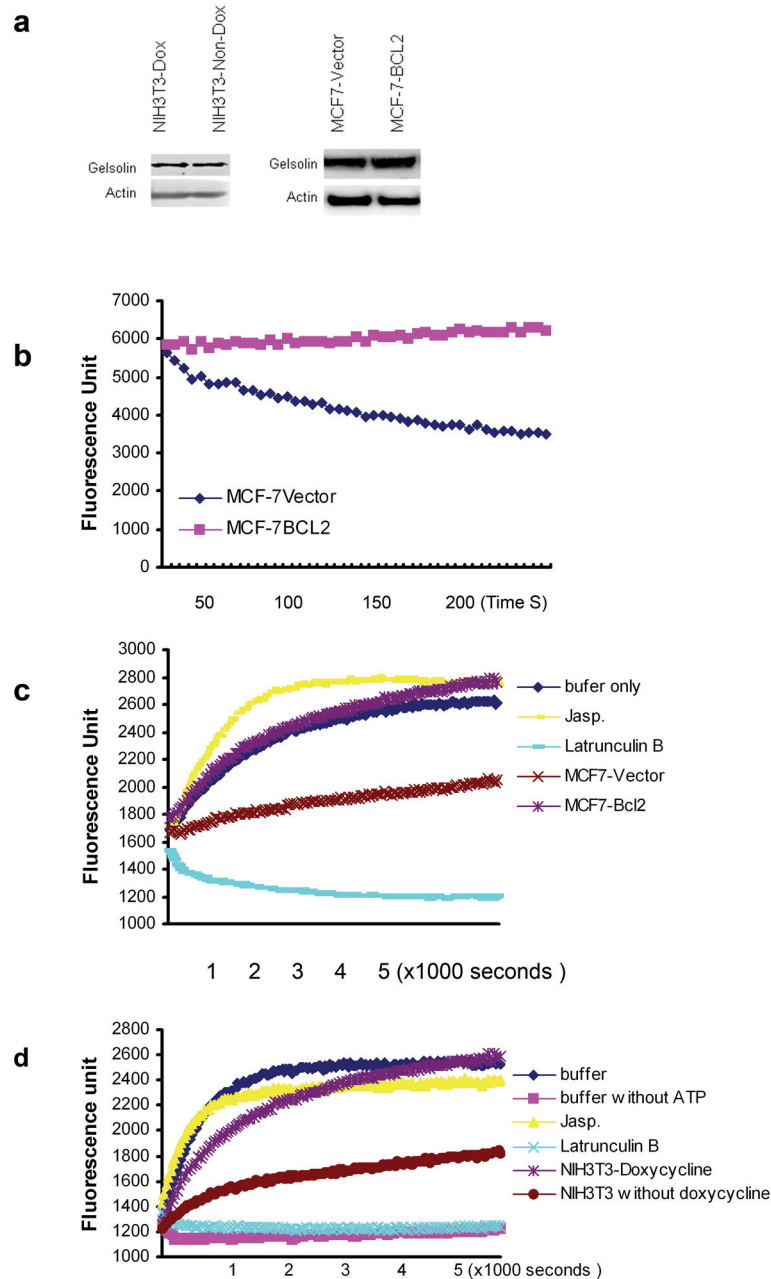 a
NIH3T3-Dox
NIH3T3-Non-Dox
MCF7-Vector
MCF-7-BCL2
Gelsolin
Actin
Gelsolin
Actin
b
Fluorescence Unit
7000
6000
5000
4000
3000
2000
1000
0
MCF-7Vector
MCF-7BCL2
50 100 150 200 (Time S)
c
Fluorescence Unit
3000
2800
2600
2400
2200
2000
1800
1600
1400
1200
1000
bufer only
Jasp.
Latrunculin B
MCF7-Vector
MCF7-Bcl2
1 2 3 4 5 (x1000 seconds )
d
Fluorescence unit
2800
2600
2400
2200
2000
1800
1600
1400
1200
1000
buffer
buffer without ATP
Jasp.
Latrunculin B
NIH3T3-Doxycycline
NIH3T3 without doxycycline
1 2 3 4 5 (x1000 seconds)